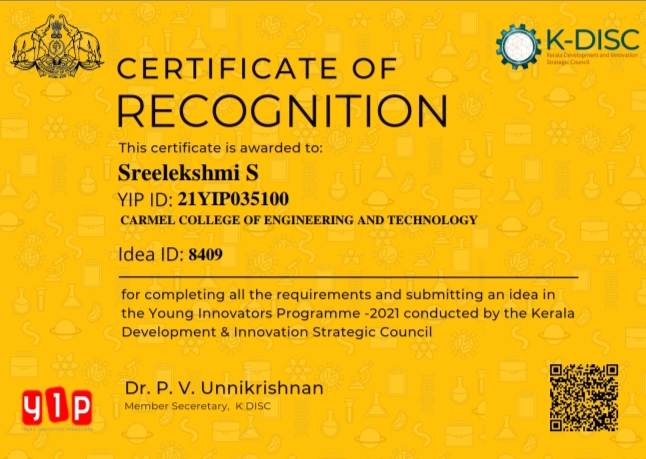 K-DISC
Kerala Development and Innovation
Strategic Council
CERTIFICATE OF
RECOGNITION
This certificate is awarded to:
Sreelekshmi S
YIP ID: 21YIP035100
CARMEL COLLEGE OF ENGINEERING AND TECHNOLOGY
Idea ID: 8409
for completing all the requirements and submitting an idea in
the Young Innovators Programme -2021 conducted by the Kerala
Development & Innovation Strategic Council
Dr. P. V. Unnikrishnan
Member Seceretary, K DISC
yip